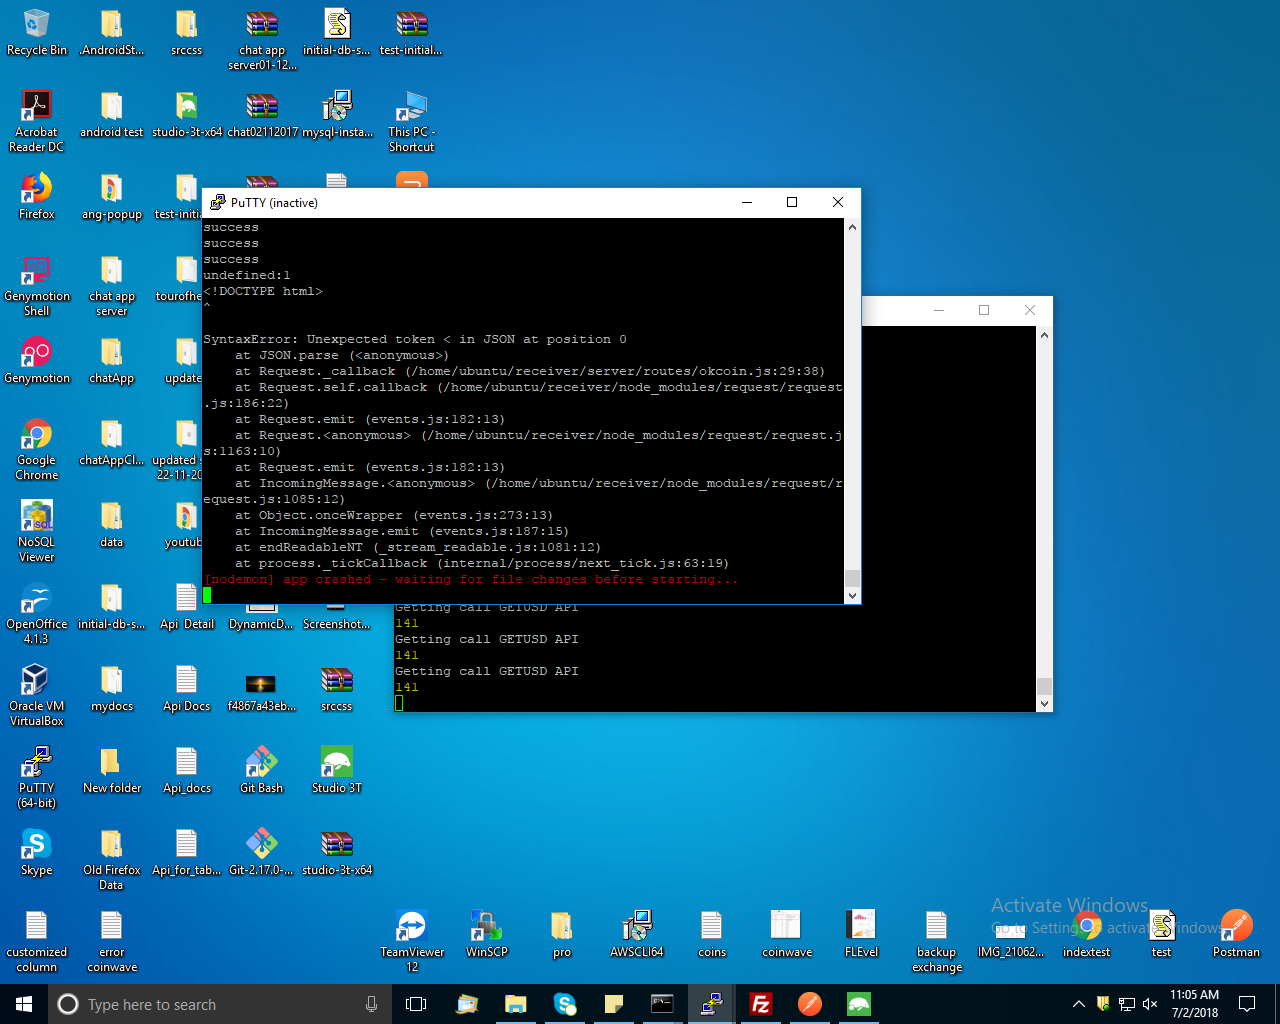 Recycle Bin
.AndroidSt...
srccss
chat app
server01-12...
initial-db-s...
test-initial...
Acrobat
Reader DC
android test
studio-3t-x64
chat02112017
mysql-insta...
This PC -
Shortcut
Firefox
ang-popup
test-initia
Genymotion
Shell
chat app
server
tourofhe
Genymotion
chatApp
update
Google
Chrome
chatAppCl...
updated s
22-11-20
NoSQL
Viewer
data
youtub
OpenOffice
4.1.3
initial-db-s...
Api_Detail
DynamicD...
Screenshot...
Oracle VM
VirtualBox
mydocs
Api Docs
f4867a43eb...
srccss
PuTTY
(64-bit)
New folder
Api_docs
Git Bash
Studio 3T
Skype
Old Firefox
Data
Api_for_tab...
Git-2.17.0-...
studio-3t-x64
customized
column
error
coinwave
TeamViewer
12
WinSCP
pro
AWSCLI64
coins
coinwave
FLEvel
backup
exchange
IMG_21062...
indextest
test
Postman
PuTTY (inactive)
success
success
success
undefined:1
<!DOCTYPE html>
^
SyntaxError: Unexpected token < in JSON at position 0
at JSON.parse (<anonymous>)
at Request._callback (/home/ubuntu/receiver/server/routes/okcoin.js:29:38)
at Request.self.callback (/home/ubuntu/receiver/node_modules/request/request
.js:186:22)
at Request.emit (events.js:182:13)
at Request.<anonymous> (/home/ubuntu/receiver/node_modules/request/request.j
s:1163:10)
at Request.emit (events.js:182:13)
at IncomingMessage.<anonymous> (/home/ubuntu/receiver/node_modules/request/r
equest.js:1085:12)
at Object.onceWrapper (events.js:273:13)
at IncomingMessage.emit (events.js:187:15)
at endReadableNT (_stream_readable.js:1081:12)
at process._tickCallback (internal/process/next_tick.js:63:19)
[nodemon] app crashed - waiting for file changes before starting...
Getting call GETUSD API
141
Getting call GETUSD API
141
Getting call GETUSD API
141
Activate Windows
Go to Settings to activate Windows.
Type here to search
11:05 AM
7/2/2018